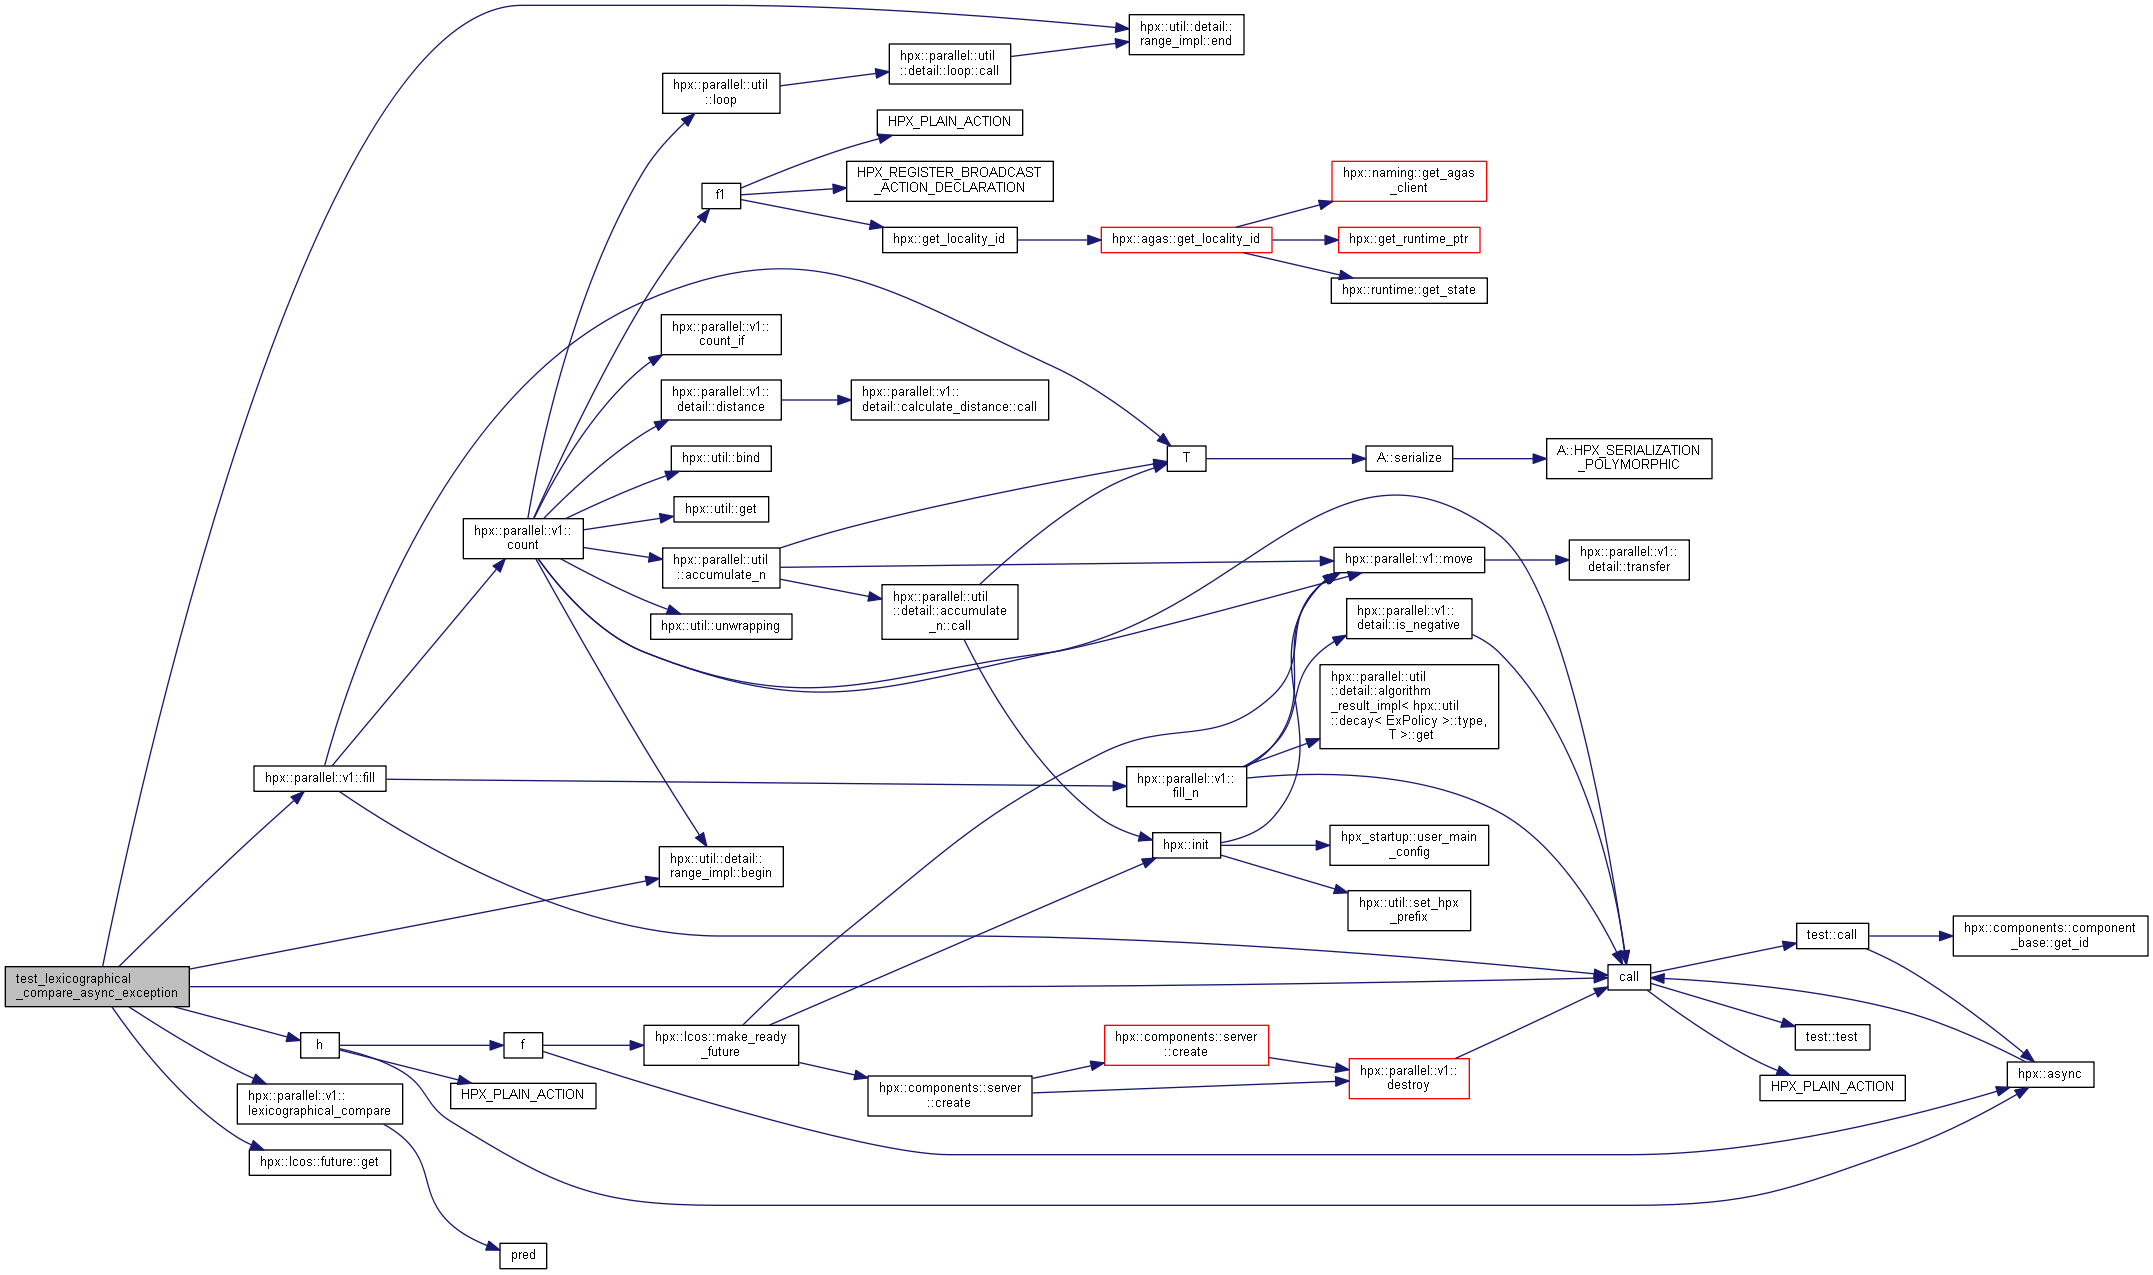 hpx::util::detail::
range_impl::end
hpx::parallel::util
::detail::loop::call
hpx::parallel::util
::loop
HPX_PLAIN_ACTION
HPX_REGISTER_BROADCAST
_ACTION_DECLARATION
f1
hpx::get_locality_id
hpx::naming::get_agas
_client
hpx::agas::get_locality_id
hpx::get_runtime_ptr
hpx::runtime::get_state
hpx::parallel::v1::
count_if
hpx::parallel::v1::
detail::distance
hpx::parallel::v1::
detail::calculate_distance::call
hpx::util::bind
T
A::serialize
A::HPX_SERIALIZATION
_POLYMORPHIC
hpx::util::get
hpx::parallel::v1::
count
hpx::parallel::util
::accumulate_n
hpx::parallel::v1::move
hpx::parallel::v1::
detail::transfer
hpx::parallel::util
::detail::accumulate
_n::call
hpx::util::unwrapping
hpx::parallel::v1::
detail::is_negative
hpx::parallel::util
::detail::algorithm
_result_impl< hpx::util
::decay< ExPolicy >::type,
T >::get
hpx::parallel::v1::fill
hpx::parallel::v1::
fill_n
hpx::init
hpx_startup::user_main
_config
hpx::util::detail::
range_impl::begin
hpx::util::set_hpx
_prefix
test_lexicographical
_compare_async_exception
call
test::call
hpx::components::component
_base::get_id
test::test
h
f
hpx::lcos::make_ready
_future
hpx::components::server
::create
hpx::components::server
::create
hpx::parallel::v1::
destroy
HPX_PLAIN_ACTION
hpx::async
HPX_PLAIN_ACTION
hpx::parallel::v1::
lexicographical_compare
hpx::lcos::future::get
pred